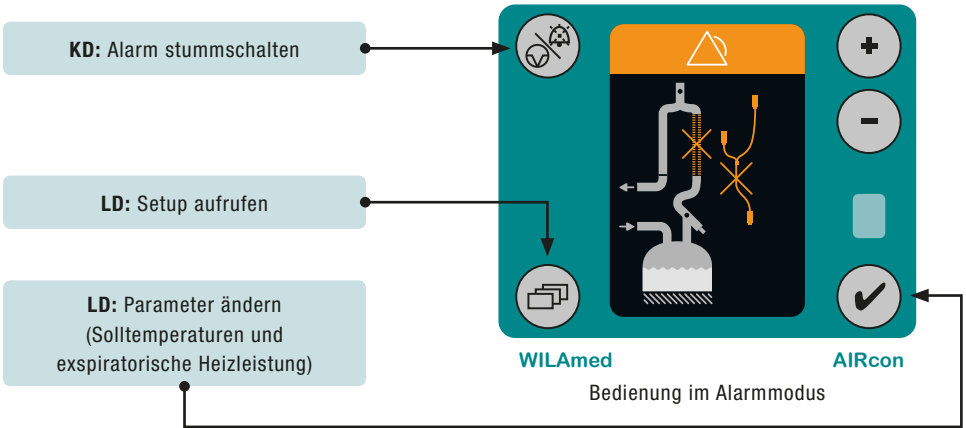 KD: Alarm stummschalten
LD: Setup aufrufen
LD: Parameter ändern
(Solltemperaturen und
exspiratorische Heizleistung)
WILAmed
AIRcon
Bedienung im Alarmmodus